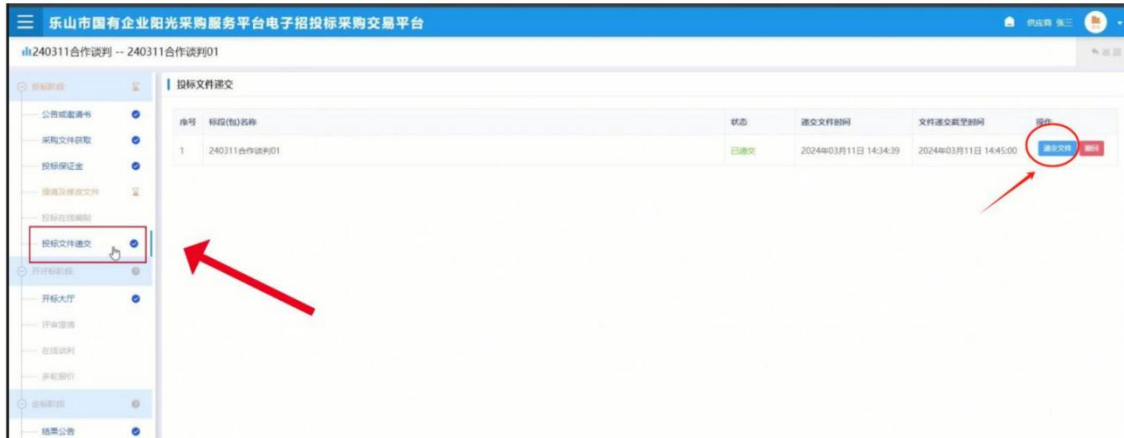 乐山市国有企业阳光采购服务平台电子招投标采购交易平台
供应商 张三
240311合作谈判 -- 240311合作谈判01
投标阶段
公告或邀请书
采购文件获取
投标保证金
澄清及修改文件
投标在线编制
投标文件递交
开评标阶段
开标大厅
评审澄清
在线谈判
多轮报价
定标阶段
结果公告
投标文件递交
序号 标段(包)名称 状态 递交文件时间 文件递交截至时间 操作
1 240311合作谈判01 已递交 2024年03月11日 14:34:39 2024年03月11日 14:45:00 递交文件 撤回